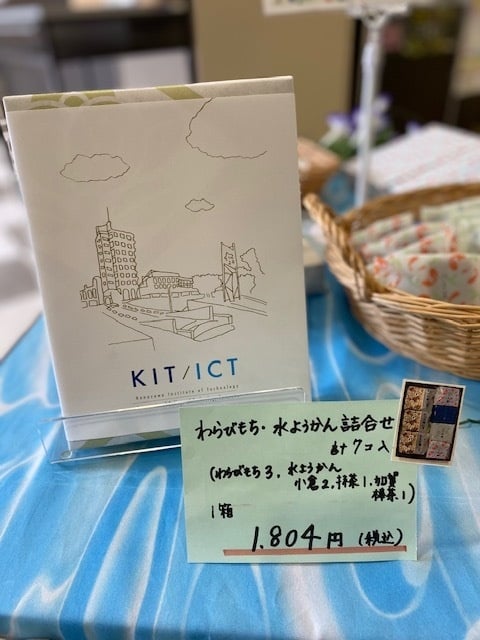 KIT/ICT
Kanazawa Institute of Technology
わらびもち・水ようかん詰合せ
計7コ入
(わらびもち3,水ようかん
小倉2,抹茶1,加賀
棒茶1)
1箱
1,804円(税込)